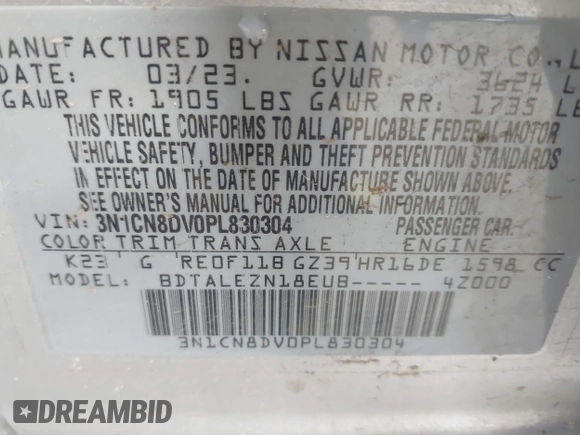 MANUFACTURED BY NISSAN MOTOR CO., L
DATE: 03/23. GVWR: 3624 L
GAWR FR: 1905 LBS GAWR RR: 1735 LB
THIS VEHICLE CONFORMS TO ALL APPLICABLE FEDERAL MOTOR
VEHICLE SAFETY, BUMPER AND THEFT PREVENTION STANDARDS
IN EFFECT ON THE DATE OF MANUFACTURE SHOWN ABOVE.
SEE OWNER'S MANUAL FOR ADDITIONAL INFORMATION.
VIN: 3N1CN8DV0PL830304 PASSENGER CAR
COLOR TRIM TRANS AXLE ENGINE
K23 G RE0F11B GZ39 HR16DE 1598 CC
MODEL: BDTALEZN18EUB----- 4Z000
3N1CN8DV0PL830304
DREAMBID